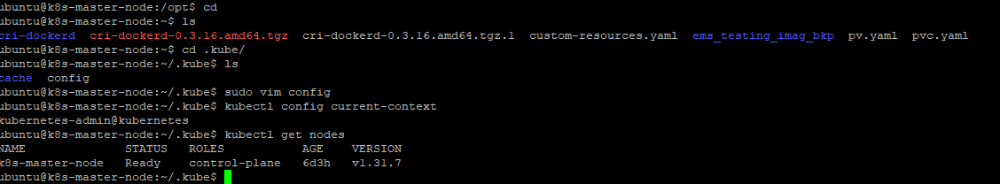 ubuntu@k8s-master-node:/opt$ cd
ubuntu@k8s-master-node:~$ ls
cri-dockerd cri-dockerd-0.3.16.amd64.tgz cri-dockerd-0.3.16.amd64.tgz.1 custom-resources.yaml ems_testing_imag_bkp pv.yaml pvc.yaml
ubuntu@k8s-master-node:~$ cd .kube/
ubuntu@k8s-master-node:~/.kube$ ls
cache config
ubuntu@k8s-master-node:~/.kube$ sudo vim config
ubuntu@k8s-master-node:~/.kube$ kubectl config current-context
kubernetes-admin@kubernetes
ubuntu@k8s-master-node:~/.kube$ kubectl get nodes
NAME STATUS ROLES AGE VERSION
k8s-master-node Ready control-plane 6d3h v1.31.7
ubuntu@k8s-master-node:~/.kube$